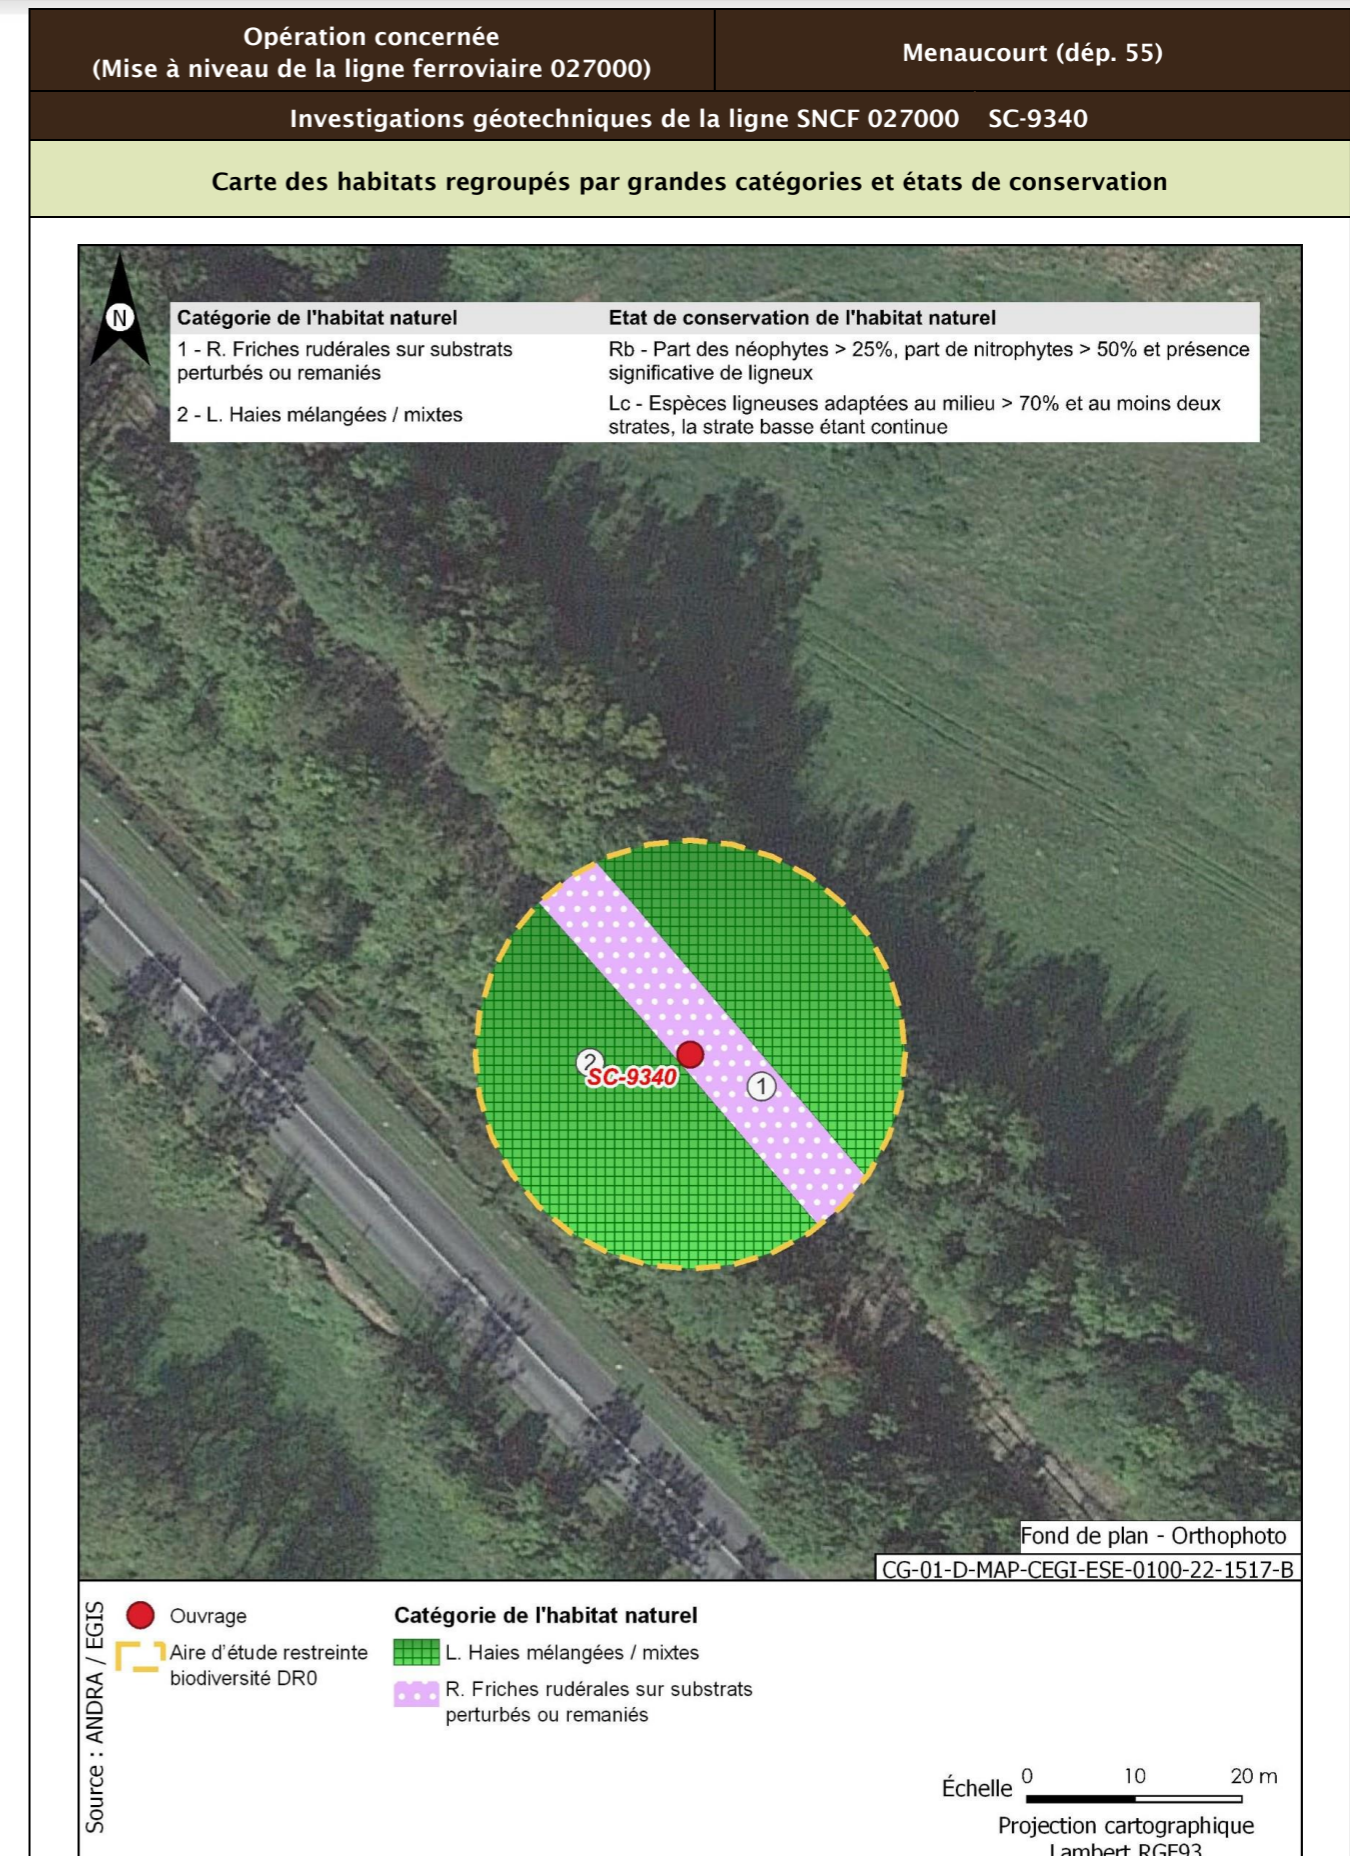 Opération concernée
(Mise à niveau de la ligne ferroviaire 027000)
Menaucourt (dép. 55)
Investigations géotechniques de la ligne SNCF 027000 SC-9340
Carte des habitats regroupés par grandes catégories et états de conservation
N
Catégorie de l'habitat naturel
Etat de conservation de l'habitat naturel
1 - R. Friches rudérales sur substrats
perturbés ou remaniés
Rb - Part des néophytes > 25%, part de nitrophytes > 50% et présence
significative de ligneux
2 - L. Haies mélangées / mixtes
Lc - Espèces ligneuses adaptées au milieu > 70% et au moins deux
strates, la strate basse étant continue
2
SC-9340
1
Fond de plan - Orthophoto
CG-01-D-MAP-CEGI-ESE-0100-22-1517-B
Source : ANDRA / EGIS
Ouvrage
Aire d'étude restreinte
biodiversité DR0
Catégorie de l'habitat naturel
L. Haies mélangées / mixtes
R. Friches rudérales sur substrats
perturbés ou remaniés
Échelle 0 10 20 m
Projection cartographique
Lambert RGF93